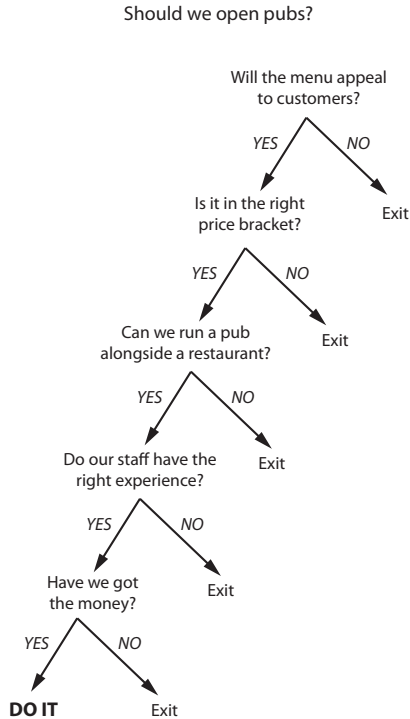 Should we open pubs?
Will the menu appeal
to customers?
YES
NO
Is it in the right
price bracket?
Exit
YES
NO
Can we run a pub
alongside a restaurant?
Exit
YES
NO
Do our staff have the
right experience?
Exit
YES
NO
Have we got
the money?
Exit
YES
NO
DO IT
Exit